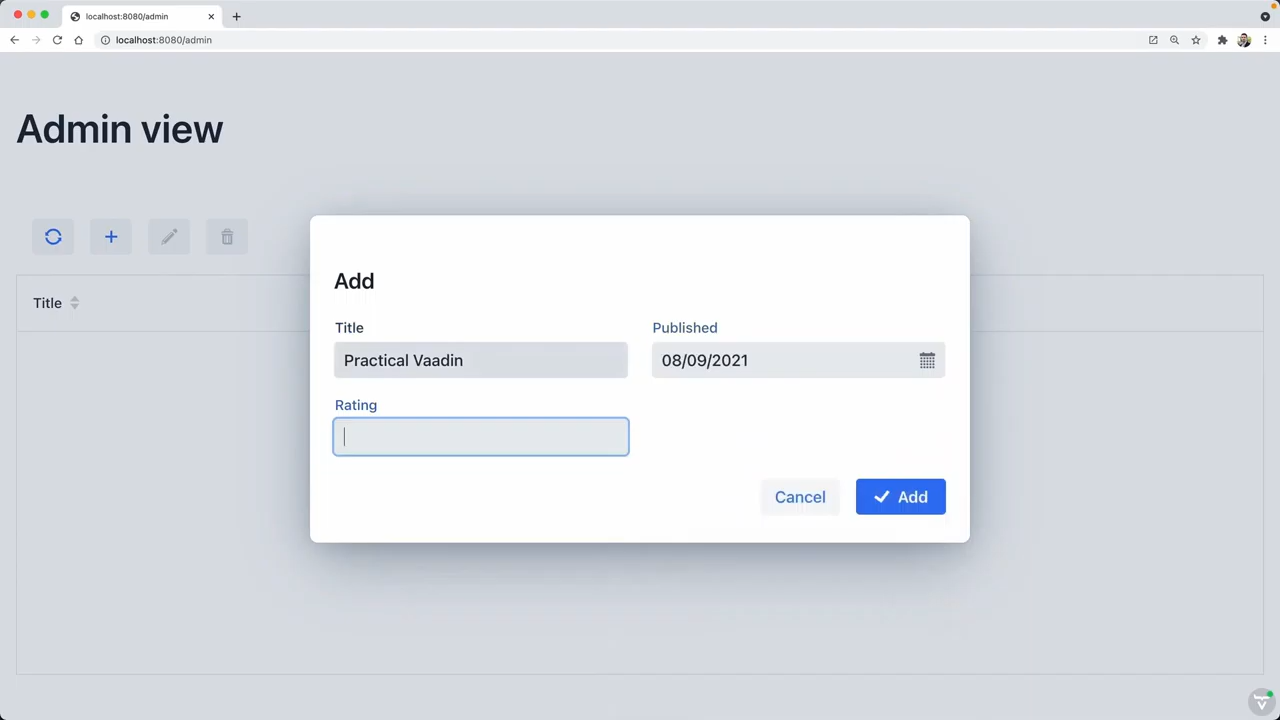 localhost:8080/admin
localhost:8080/admin
Admin view
Title
Add
Title
Published
Practical Vaadin
08/09/2021
Rating
Cancel
Add